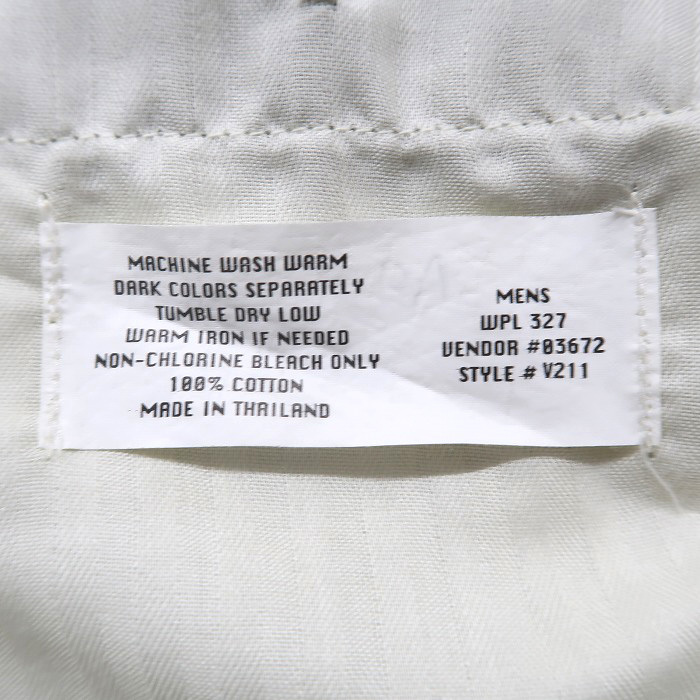 MACHINE WASH WARM
DARK COLORS SEPARATELY
TUMBLE DRY LOW
WARM IRON IF NEEDED
NON-CHLORINE BLEACH ONLY
100% COTTON
MADE IN THAILAND
MENS
WPL 327
VENDOR #03672
STYLE # V211